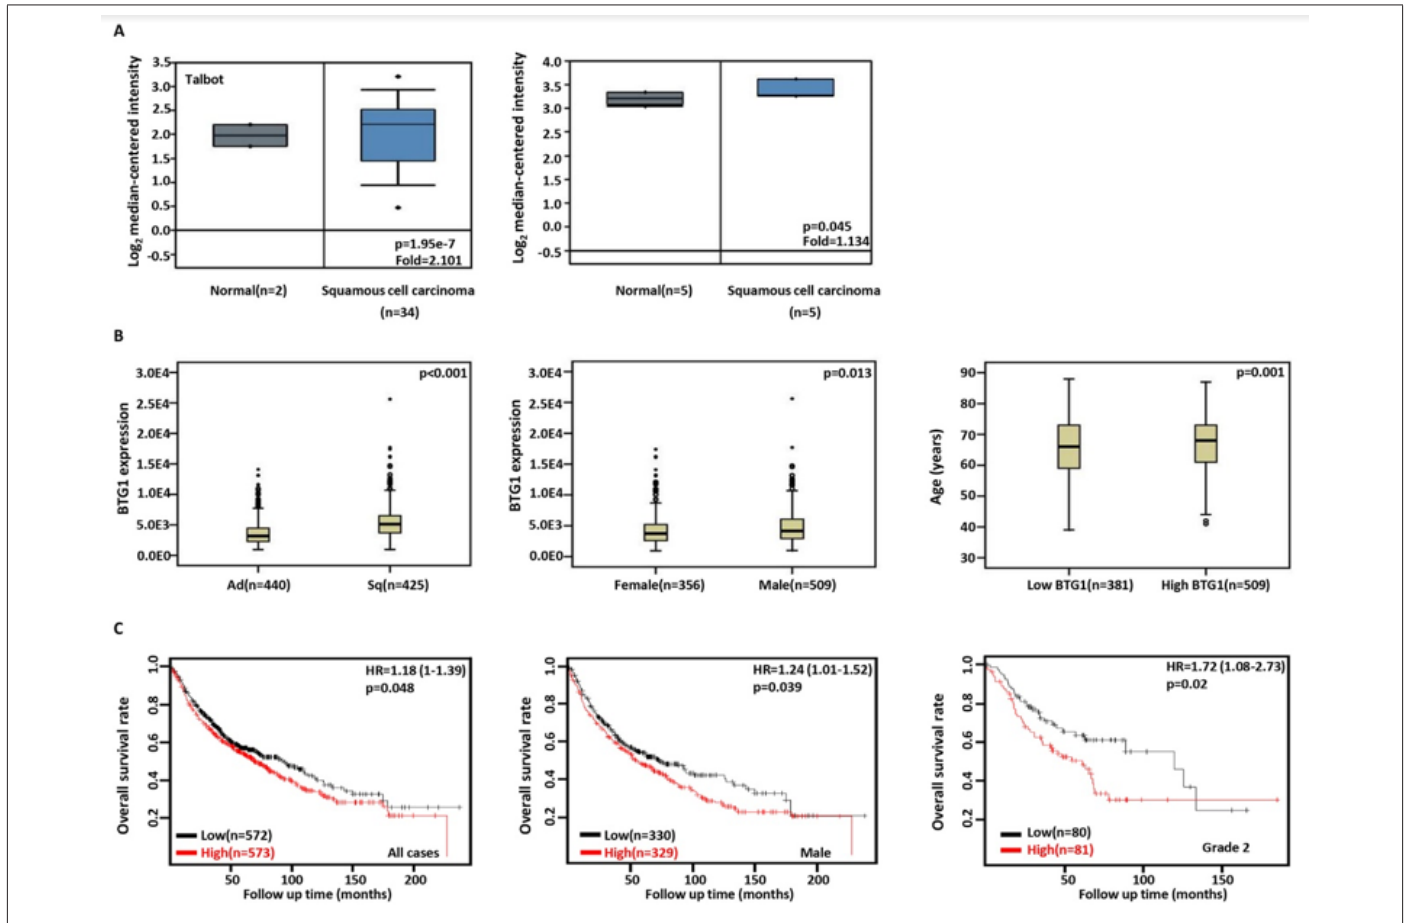 A
Log2 median-centered intensity
3.5
3.0
2.5
2.0
1.5
1.0
0.5
0.0
-0.5
Talbot
p=1.95e-7
Fold=2.101
Normal(n=2)
Squamous cell carcinoma
(n=34)
Log2 median-centered intensity
4.0
3.5
3.0
2.5
2.0
1.5
1.0
0.5
0.0
-0.5
p=0.045
Fold=1.134
Normal(n=5)
Squamous cell carcinoma
(n=5)
B
BTG1 expression
3.0E4
2.5E4
2.0E4
1.5E4
1.0E4
5.0E3
0.0E0
p<0.001
Ad(n=440)
Sq(n=425)
BTG1 expression
3.0E4
2.5E4
2.0E4
1.5E4
1.0E4
5.0E3
0.0E0
p=0.013
Female(n=356)
Male(n=509)
Age (years)
90
80
70
60
50
40
30
p=0.001
Low BTG1(n=381)
High BTG1(n=509)
C
Overall survival rate
1.0
0.8
0.6
0.4
0.2
HR=1.18 (1-1.39)
p=0.048
Low(n=572)
High(n=573)
All cases
50
100
150
200
Follow up time (months)
Overall survival rate
1.0
0.8
0.6
0.4
0.2
HR=1.24 (1.01-1.52)
p=0.039
Low(n=330)
High(n=329)
Male
50
100
150
200
Follow up time (months)
Overall survival rate
1.0
0.8
0.6
0.4
0.2
HR=1.72 (1.08-2.73)
p=0.02
Low(n=80)
High(n=81)
Grade 2
50
100
150
Follow up time (months)